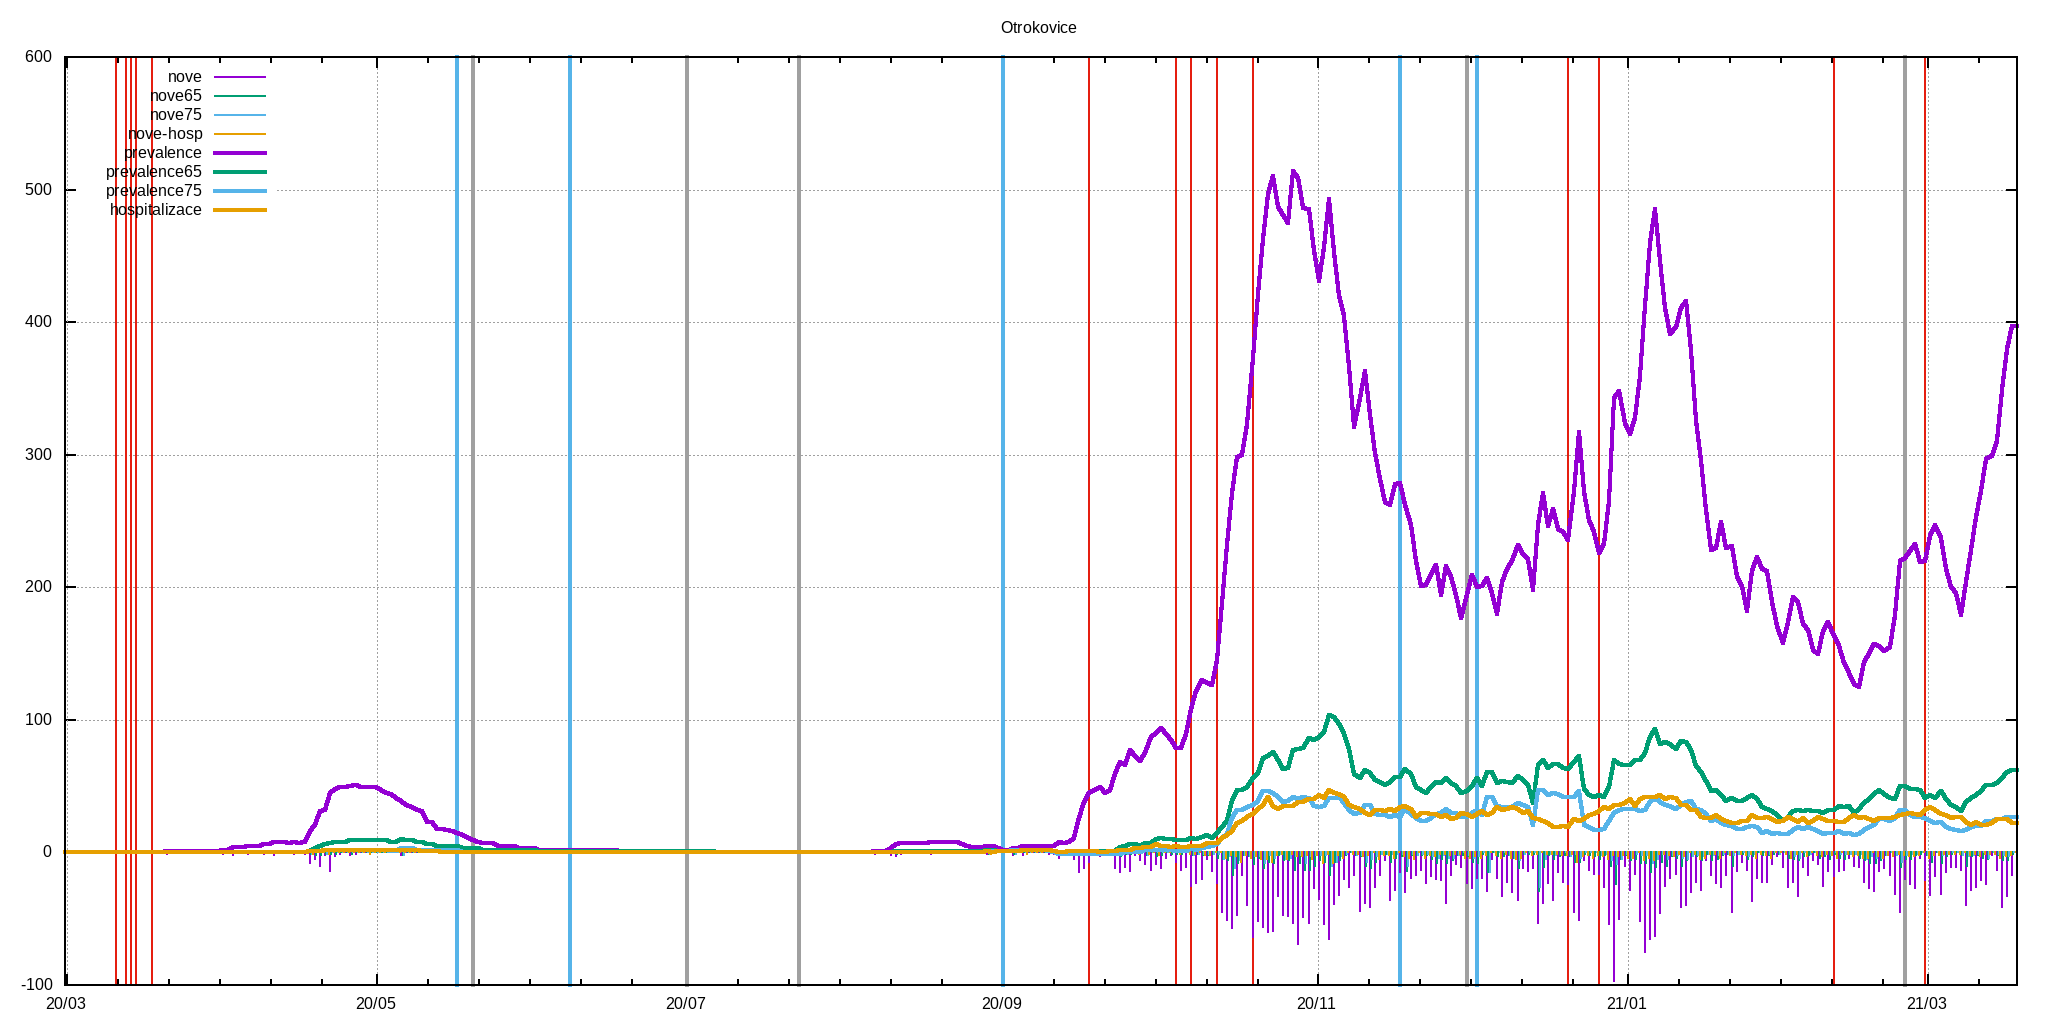 Otrokovice
600
nove
nove65
nove75
nove-hosp
prevalence
prevalence65
prevalence75
hospitalizace
500
400
300
200
100
0
-100
20/03 20/05 20/07 20/09 20/11 21/01 21/03